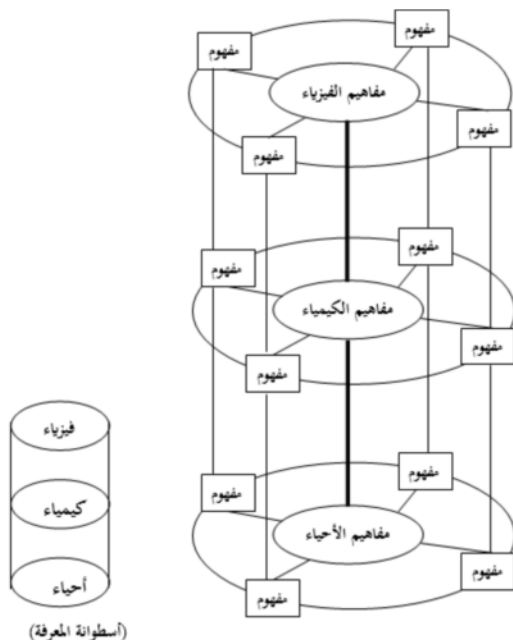 مفهوم
مفهوم
مفاهيم الفيزياء
مفهوم
مفهوم
مفهوم
مفهوم
مفاهيم الكيمياء
مفهوم
مفهوم
مفهوم
مفهوم
مفاهيم الأحياء
مفهوم
مفهوم
فيزياء
كيمياء
أحياء
(أسطوانة المعرفة)